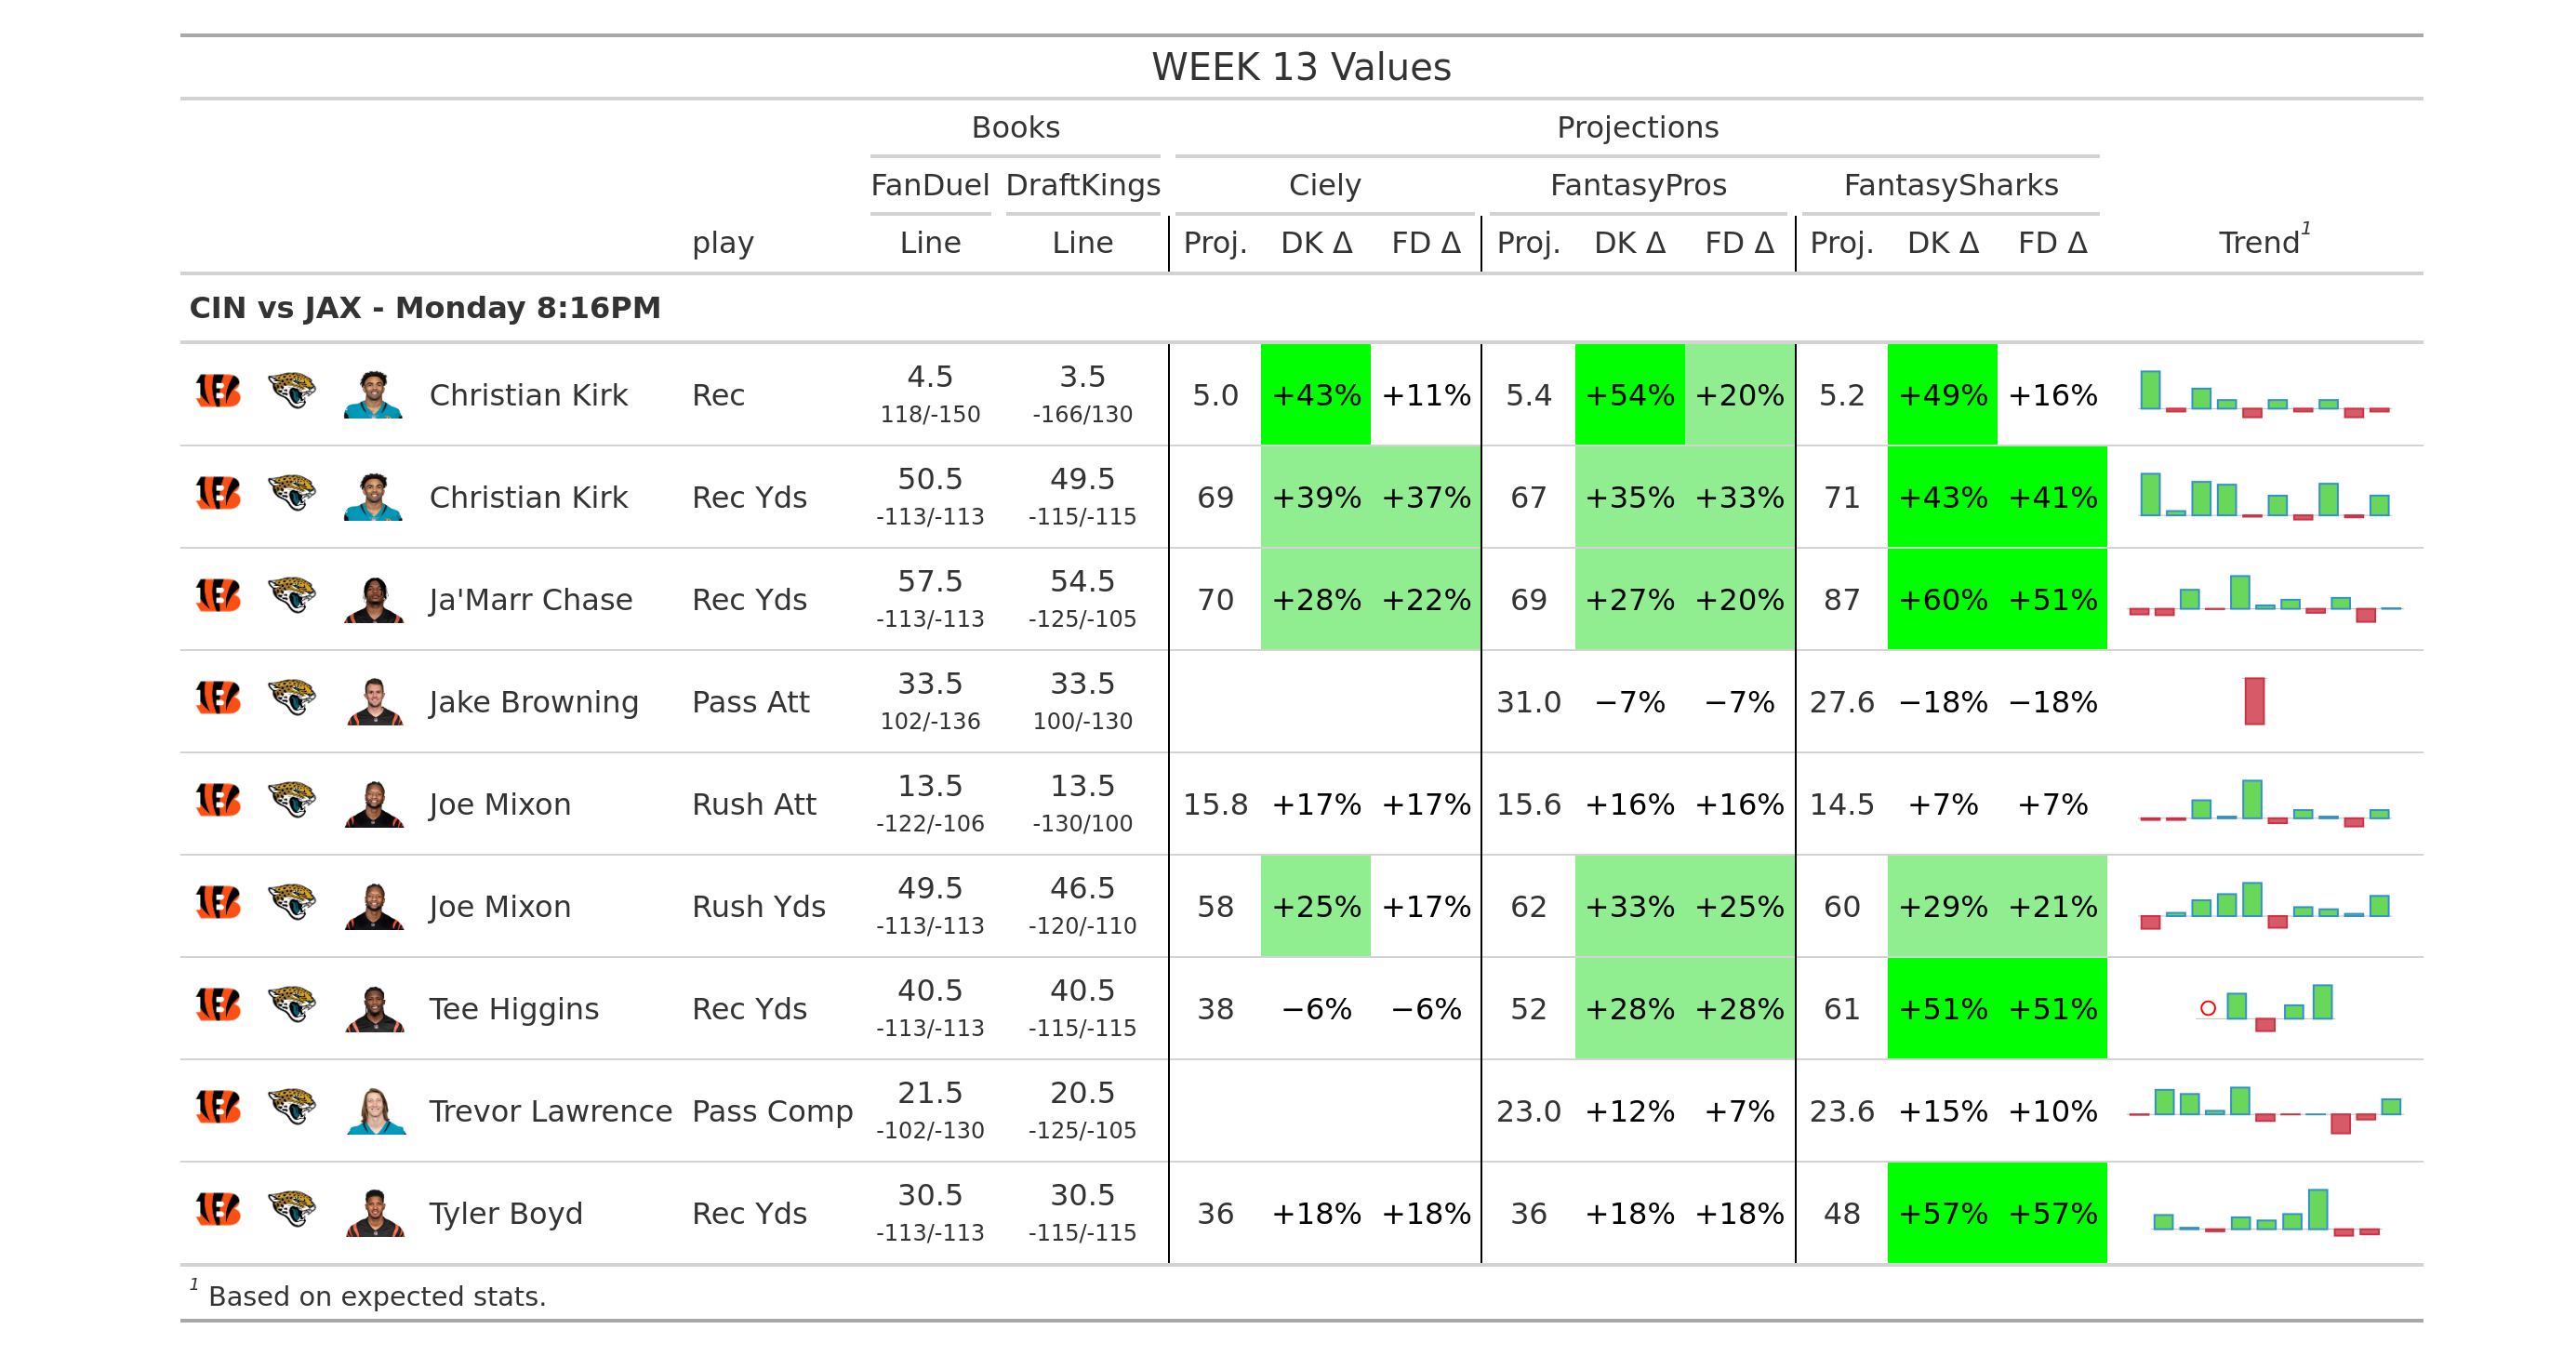 WEEK 13 Values
Books Projections
FanDuel DraftKings Ciely FantasyPros FantasySharks
play Line Line Proj. DK Δ FD Δ Proj. DK Δ FD Δ Proj. DK Δ FD Δ Trend1
CIN vs JAX - Monday 8:16PM
Christian Kirk Rec 4.5 3.5 5.0 +43% +11% 5.4 +54% +20% 5.2 +49% +16%
118/-150 -166/130
Christian Kirk Rec Yds 50.5 49.5 69 +39% +37% 67 +35% +33% 71 +43% +41%
-113/-113 -115/-115
Ja'Marr Chase Rec Yds 57.5 54.5 70 +28% +22% 69 +27% +20% 87 +60% +51%
-113/-113 -125/-105
Jake Browning Pass Att 33.5 33.5 31.0 −7% −7% 27.6 −18% −18%
102/-136 100/-130
Joe Mixon Rush Att 13.5 13.5 15.8 +17% +17% 15.6 +16% +16% 14.5 +7% +7%
-122/-106 -130/100
Joe Mixon Rush Yds 49.5 46.5 58 +25% +17% 62 +33% +25% 60 +29% +21%
-113/-113 -120/-110
Tee Higgins Rec Yds 40.5 40.5 38 −6% −6% 52 +28% +28% 61 +51% +51%
-113/-113 -115/-115
Trevor Lawrence Pass Comp 21.5 20.5 23.0 +12% +7% 23.6 +15% +10%
-102/-130 -125/-105
Tyler Boyd Rec Yds 30.5 30.5 36 +18% +18% 36 +18% +18% 48 +57% +57%
-113/-113 -115/-115
1 Based on expected stats.